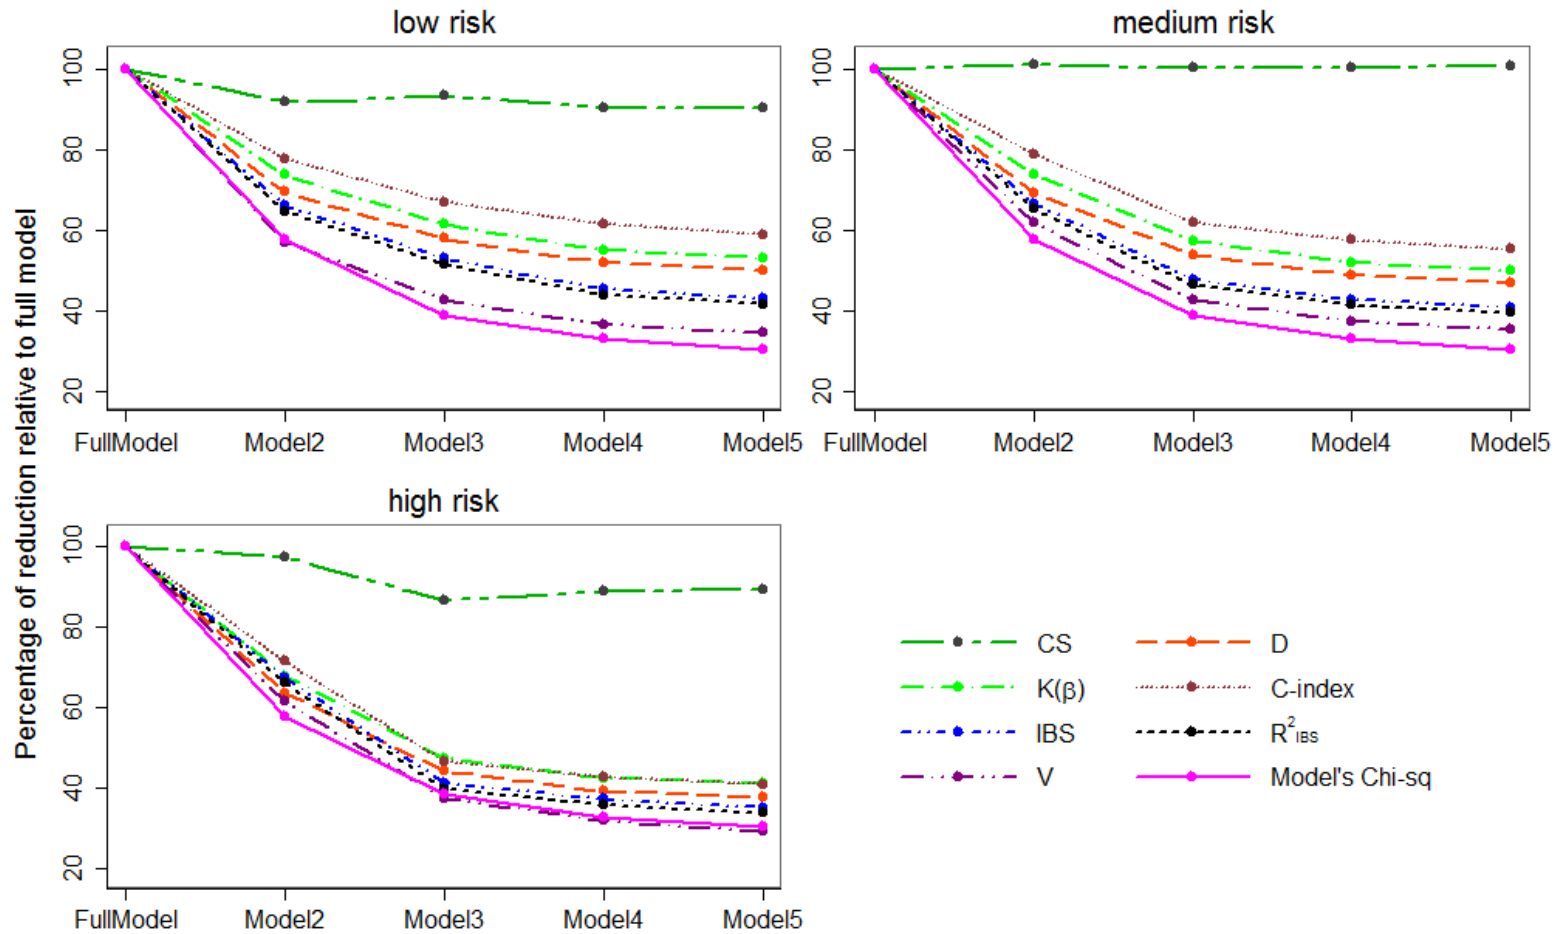 low risk
100
80
60
40
20
FullModel Model2 Model3 Model4 Model5
medium risk
100
80
60
40
20
FullModel Model2 Model3 Model4 Model5
Percentage of reduction relative to full model
high risk
100
80
60
40
20
FullModel Model2 Model3 Model4 Model5
CS
K(β)
IBS
V
D
C-index
R²IBS
Model's Chi-sq